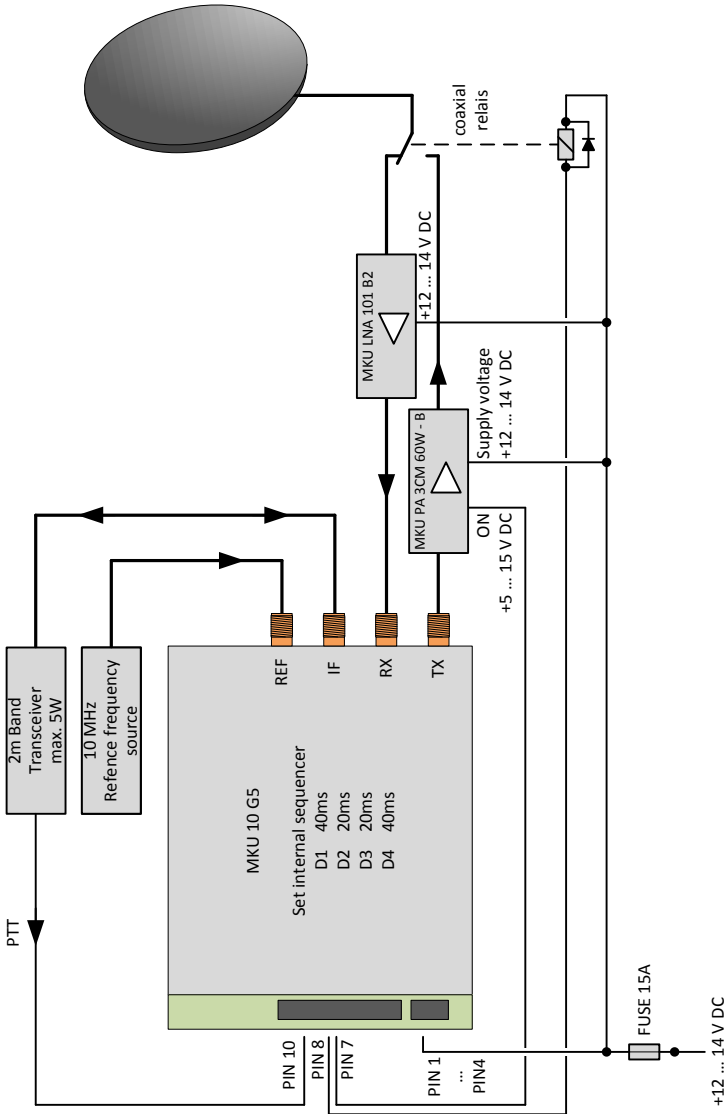 2m Band
Transceiver
max. 5W
10 MHz
Refence frequency
source
PTT
coaxial
relais
MKU LNA 101 B2
+12 ... 14 V DC
MKU PA 3CM 60W - B
Supply voltage
+12 ... 14 V DC
ON
+5 ... 15 V DC
REF
IF
RX
TX
MKU 10 G5
Set internal sequencer
D1 40ms
D2 20ms
D3 20ms
D4 40ms
PIN 10
PIN 8
PIN 7
PIN 1
...
PIN4
FUSE 15A
+12 ... 14 V DC